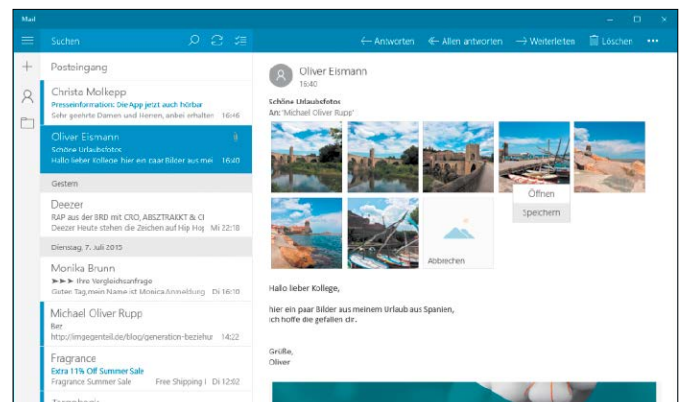 Mail
Suchen
Antworten
Allen antworten
Weiterleiten
Löschen
Posteingang
Christa Molkepp
Presseinformation: Die App jetzt auch hörbar
Sehr geehrte Damen und Herren, anbei erhalten 16:46
Oliver Eismann
Schöne Urlaubsfotos
Hallo lieber Kollege, hier ein paar Bilder aus mei 16:40
Gestern
Deezer
RAP aus der BRD mit CRO, ABSZTRAKKT & CI
Deezer Heute stehen die Zeichen auf Hip Hop Mi 22:18
Dienstag, 7. Juli 2015
Monika Brunn
►►► Ihre Vergleichsanfrage
Guten Tag, mein Name ist Monica Anmeldung Di 16:10
Michael Oliver Rupp
Ber
http://imgegenteil.de/blog/generation-beziehu 14:22
Fragrance
Extra 11% Off Summer Sale
Fragrance Summer Sale Free Shipping | Di 12:02
Oliver Eismann
16:40
Schöne Urlaubsfotos
An: 'Michael Oliver Rupp'
Öffnen
Speichern
Abbrechen
Hallo lieber Kollege,
hier ein paar Bilder aus meinem Urlaub aus Spanien,
ich hoffe die gefallen dir.
Grüße,
Oliver